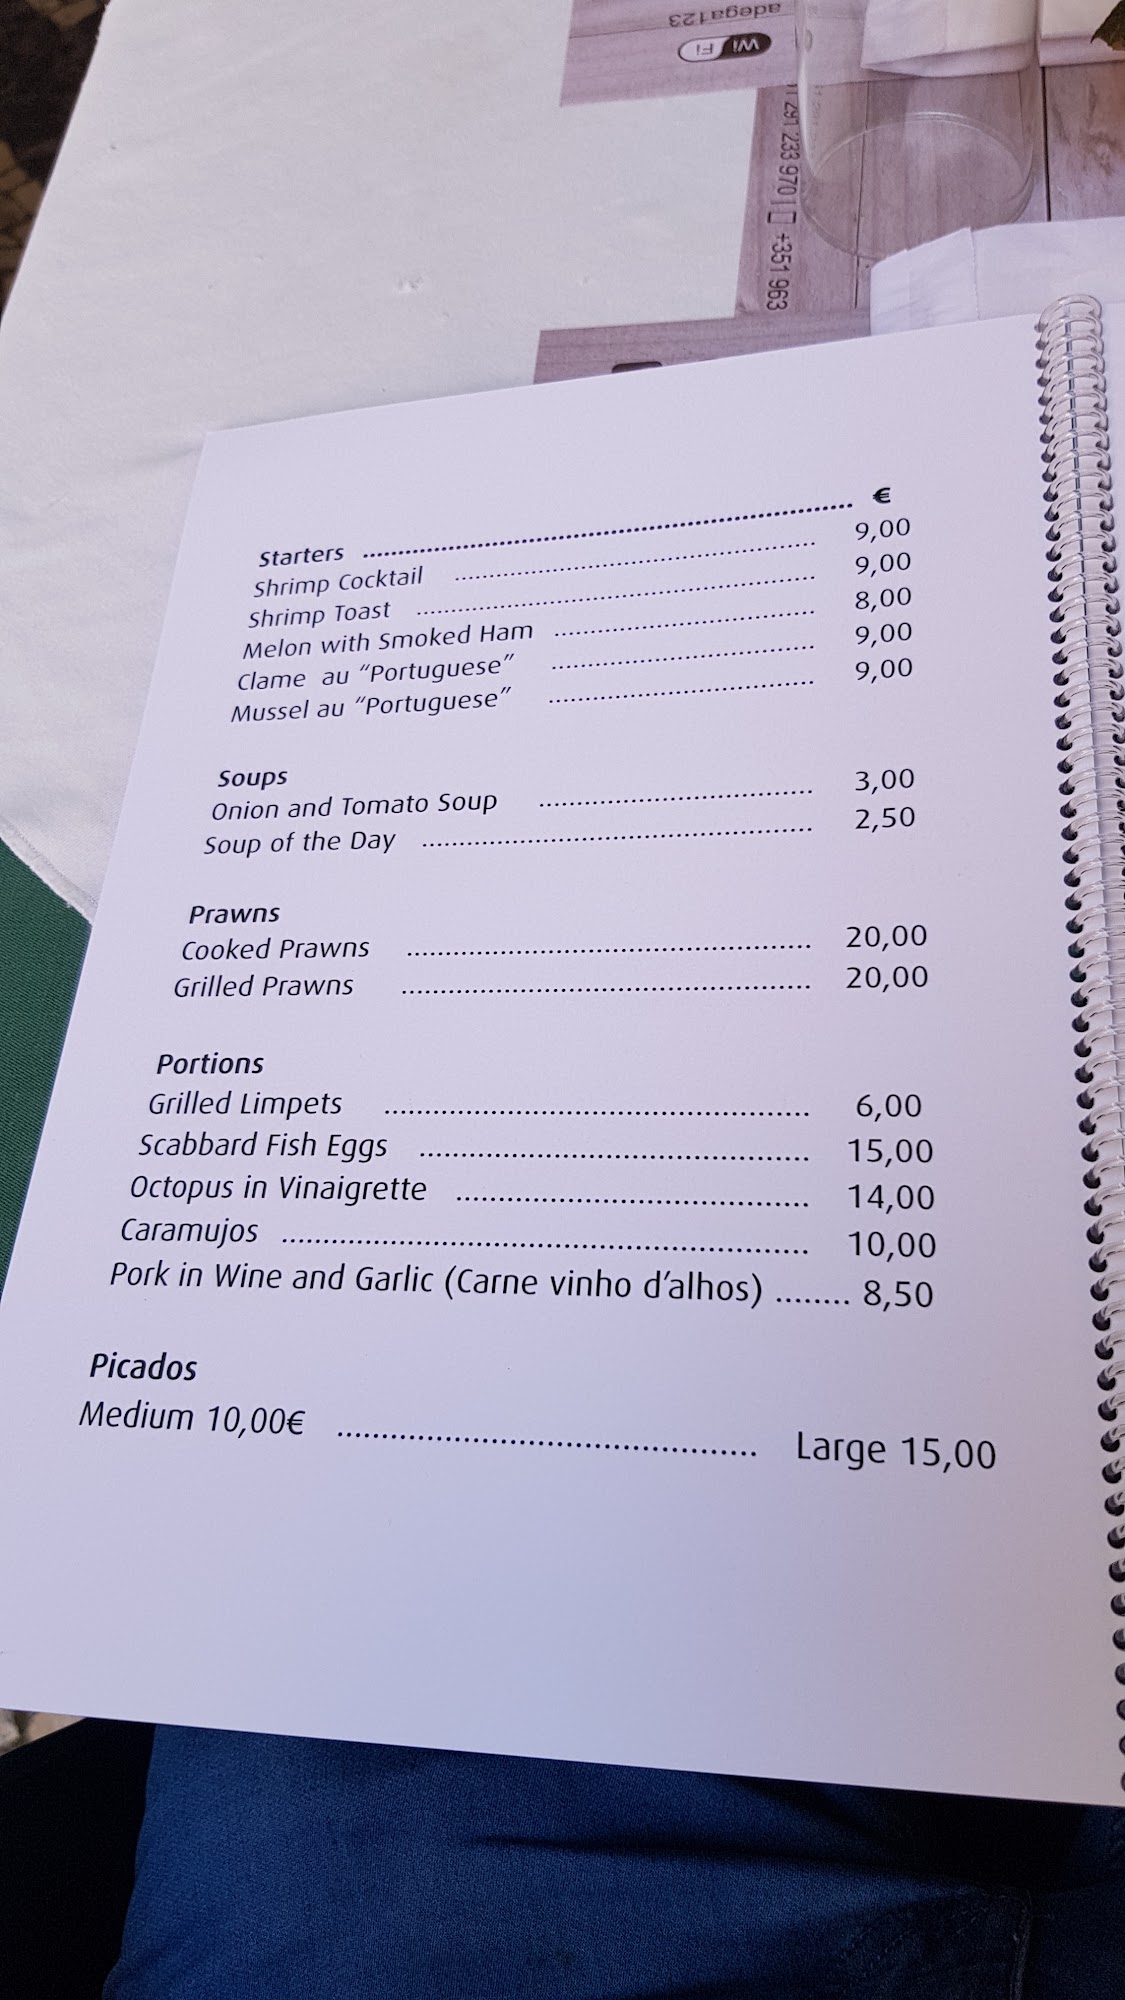 adega123
Wi Fi
291 233 970 | +351 963
Starters ........ €
Shrimp Cocktail ........ 9,00
Shrimp Toast ........ 9,00
Melon with Smoked Ham ........ 8,00
Clame au “Portuguese” ........ 9,00
Mussel au “Portuguese” ........ 9,00
Soups
Onion and Tomato Soup ........ 3,00
Soup of the Day ........ 2,50
Prawns
Cooked Prawns ........ 20,00
Grilled Prawns ........ 20,00
Portions
Grilled Limpets ........ 6,00
Scabbard Fish Eggs ........ 15,00
Octopus in Vinaigrette ........ 14,00
Caramujos ........ 10,00
Pork in Wine and Garlic (Carne vinho d’alhos) ........ 8,50
Picados
Medium 10,00€ ........ Large 15,00